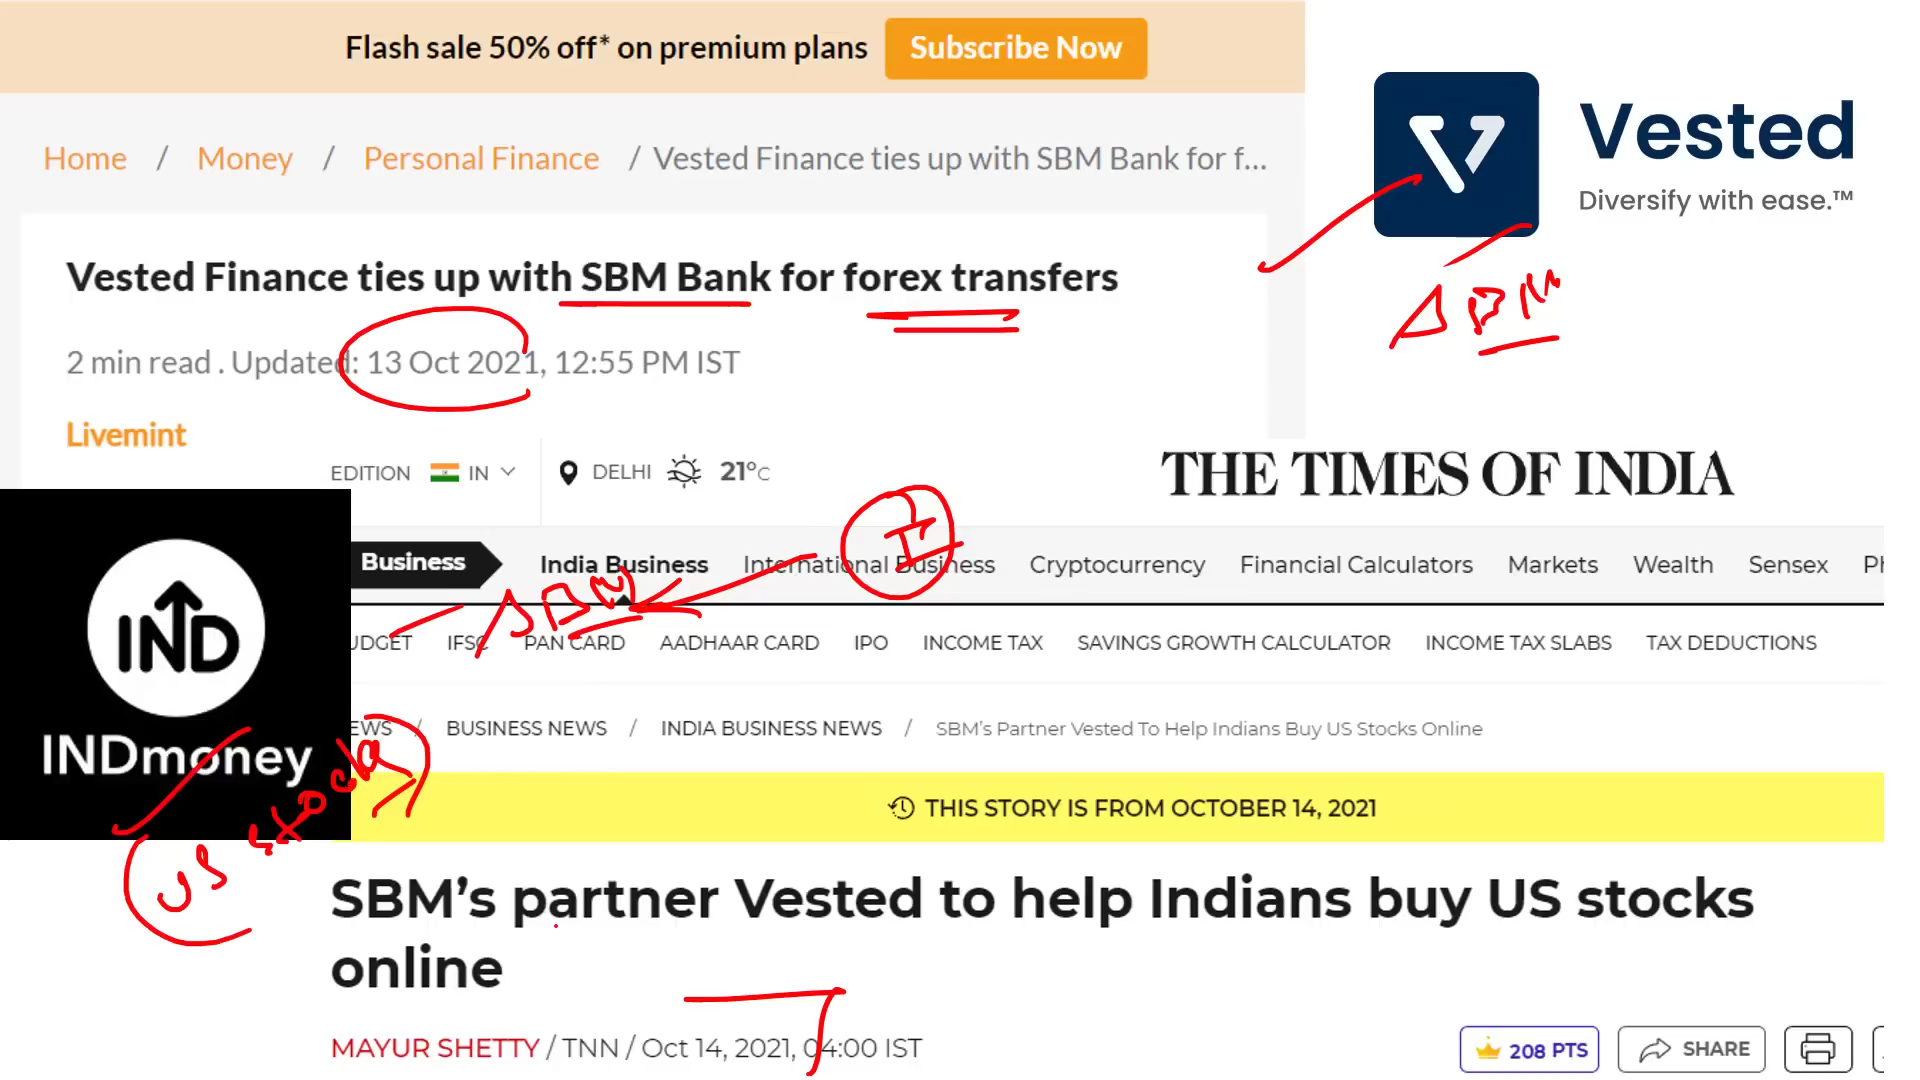 Flash sale 50% off* on premium plans Subscribe Now
Home / Money / Personal Finance / Vested Finance ties up with SBM Bank for f...
Vested
Diversify with ease.™
Vested Finance ties up with SBM Bank for forex transfers
SBM
2 min read . Updated: 13 Oct 2021, 12:55 PM IST
Livemint
EDITION IN DELHI 21°C
THE TIMES OF INDIA
I
Business India Business International Business Cryptocurrency Financial Calculators Markets Wealth Sensex
SBM
IFSC PAN CARD AADHAAR CARD IPO INCOME TAX SAVINGS GROWTH CALCULATOR INCOME TAX SLABS TAX DEDUCTIONS
IND
INDmoney
US stocks
BUSINESS NEWS / INDIA BUSINESS NEWS / SBM's Partner Vested To Help Indians Buy US Stocks Online
THIS STORY IS FROM OCTOBER 14, 2021
SBM's partner Vested to help Indians buy US stocks
online
MAYUR SHETTY / TNN / Oct 14, 2021, 04:00 IST
208 PTS SHARE